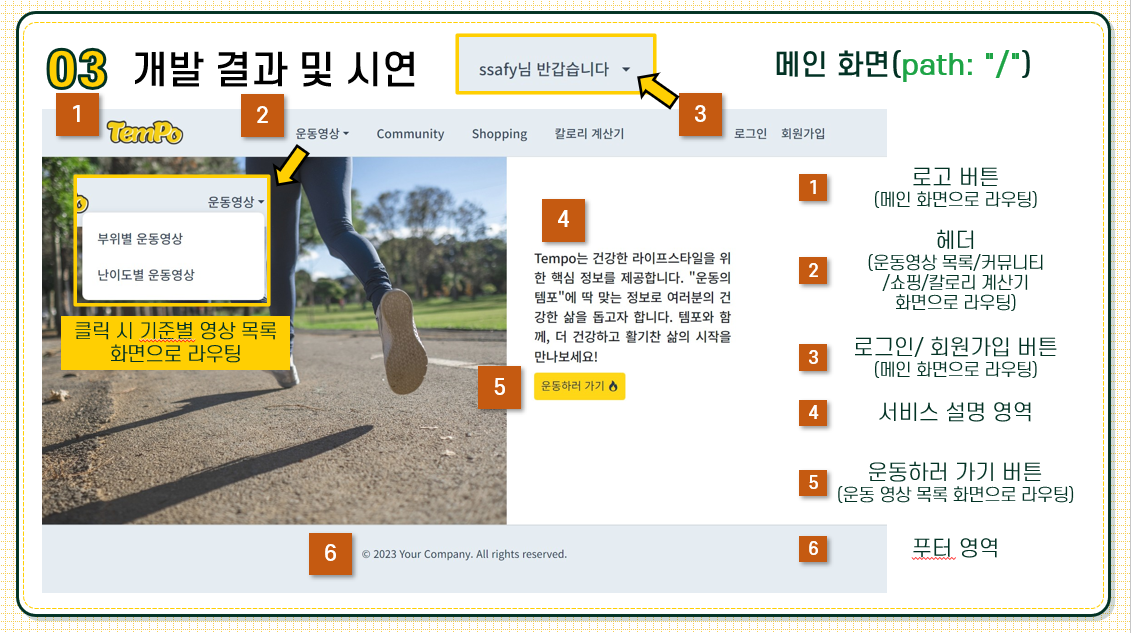 03 개발 결과 및 시연
ssafy님 반갑습니다
메인 화면(path: "/")
1
TemPo
2
운동영상
Community
Shopping
칼로리 계산기
3
로그인
회원가입
운동영상
부위별 운동영상
난이도별 운동영상
클릭 시 기준별 영상 목록
화면으로 라우팅
4
Tempo는 건강한 라이프스타일을 위
한 핵심 정보를 제공합니다. "운동의
템포"에 딱 맞는 정보로 여러분의 건
강한 삶을 돕고자 합니다. 템포와 함
께, 더 건강하고 활기찬 삶의 시작을
만나보세요!
5
운동하러 가기
6
© 2023 Your Company. All rights reserved.
1
로고 버튼
(메인 화면으로 라우팅)
2
헤더
(운동영상 목록/커뮤니티
/쇼핑/칼로리 계산기
화면으로 라우팅)
3
로그인/ 회원가입 버튼
(메인 화면으로 라우팅)
4
서비스 설명 영역
5
운동하러 가기 버튼
(운동 영상 목록 화면으로 라우팅)
6
푸터 영역